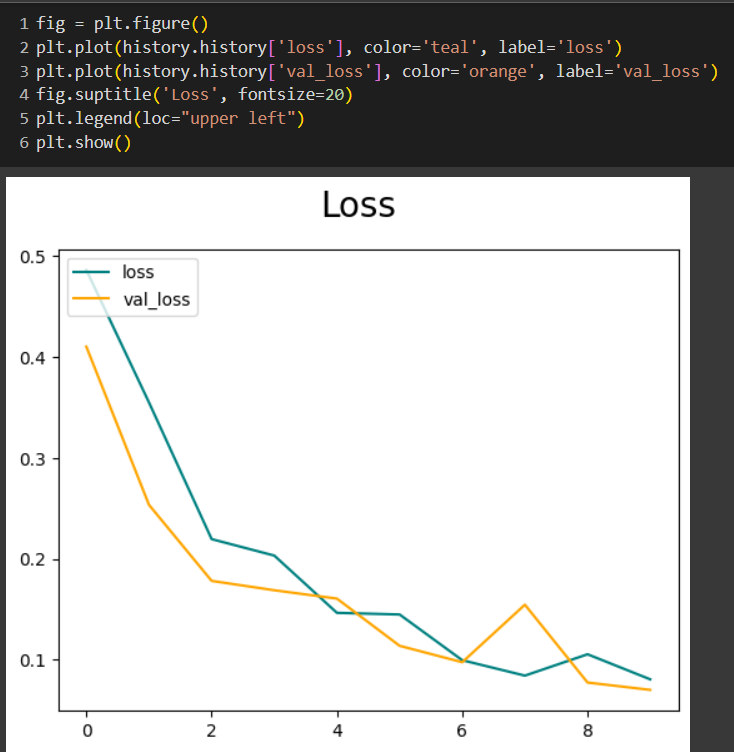 1 fig = plt.figure()
2 plt.plot(history.history['loss'], color='teal', label='loss')
3 plt.plot(history.history['val_loss'], color='orange', label='val_loss')
4 fig.suptitle('Loss', fontsize=20)
5 plt.legend(loc="upper left")
6 plt.show()
Loss
loss
val_loss
0.5
0.4
0.3
0.2
0.1
0 2 4 6 8